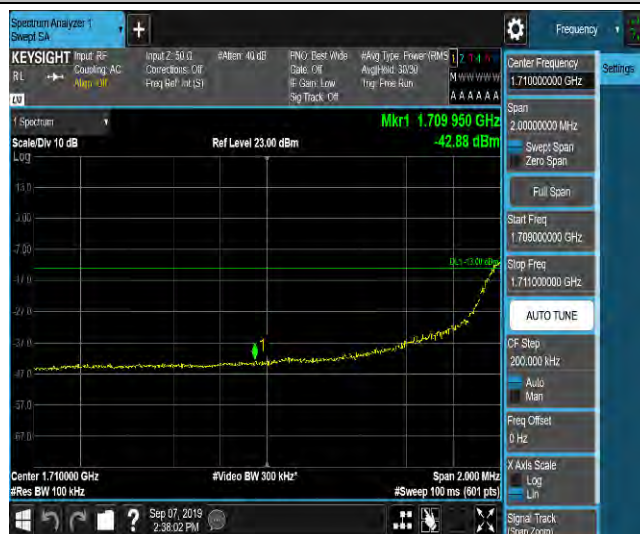 Spectrum Analyzer 1
Swept SA
Frequency
KEYSIGHT
RL
Input: RF
Coupling: AC
Align: Off
Input Z: 50 Ω
Corrections: Off
Freq Ref: Int (S)
#Atten: 40 dB
PNO: Best Wide
Gate: Off
IF Gain: Low
Sig Track: Off
#Avg Type: Power (RMS
Avg|Hold: 30/30
Trig: Free Run
M W W W W W
A A A A A A
LW
1 Spectrum
Scale/Div 10 dB
Log
Ref Level 23.00 dBm
Mkr1 1.709 950 GHz
-42.88 dBm
13.0
3.00
-7.00
DL1 -13.00 dBm
-17.0
-27.0
-37.0
1
-47.0
-57.0
-67.0
Center 1.710000 GHz
#Res BW 100 kHz
#Video BW 300 kHz*
Span 2.000 MHz
#Sweep 100 ms (601 pts)
Sep 07, 2019
2:38:02 PM
Center Frequency
1.710000000 GHz
Settings
Span
2.00000000 MHz
Swept Span
Zero Span
Full Span
Start Freq
1.709000000 GHz
Stop Freq
1.711000000 GHz
AUTO TUNE
CF Step
200.000 kHz
Auto
Man
Freq Offset
0 Hz
X Axis Scale
Log
Lin
Signal Track
(Span Zoom)